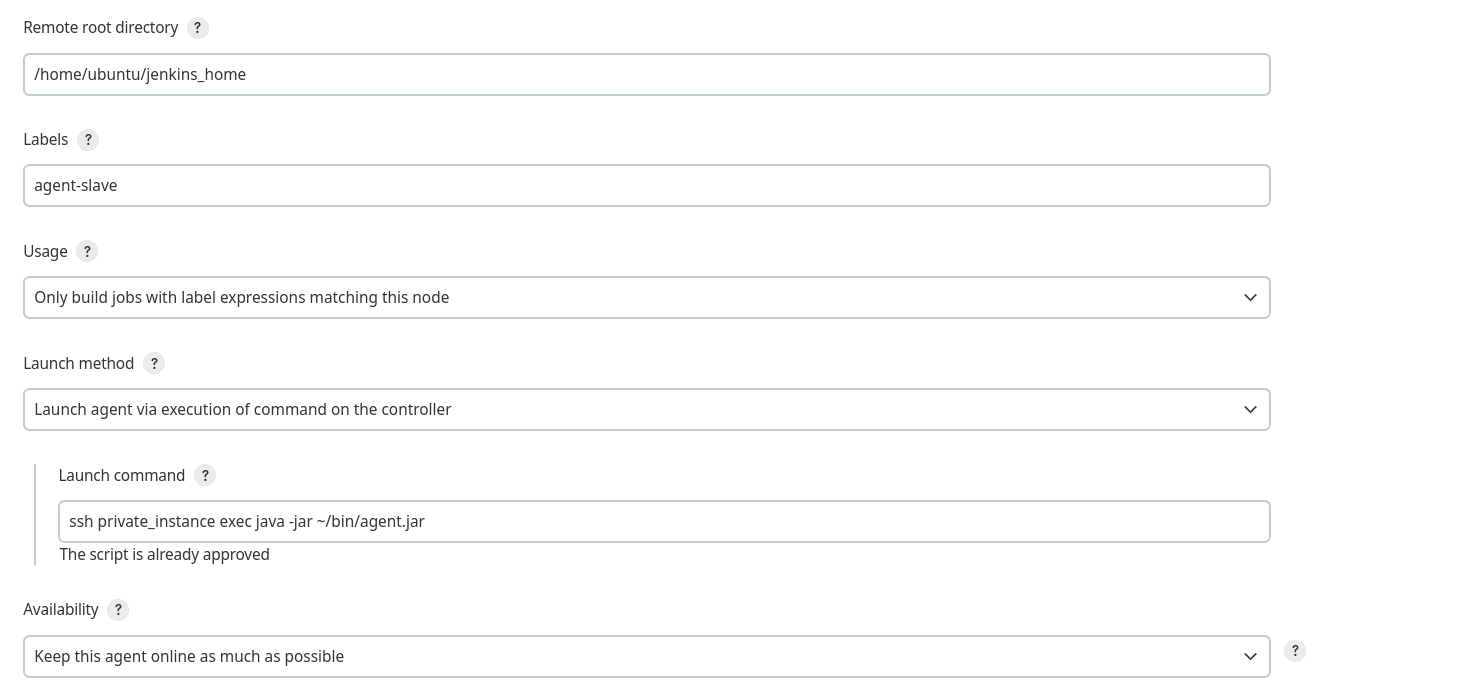 Remote root directory ?
/home/ubuntu/jenkins_home
Labels ?
agent-slave
Usage ?
Only build jobs with label expressions matching this node
Launch method ?
Launch agent via execution of command on the controller
Launch command ?
ssh private_instance exec java -jar ~/bin/agent.jar
The script is already approved
Availability ?
Keep this agent online as much as possible ?